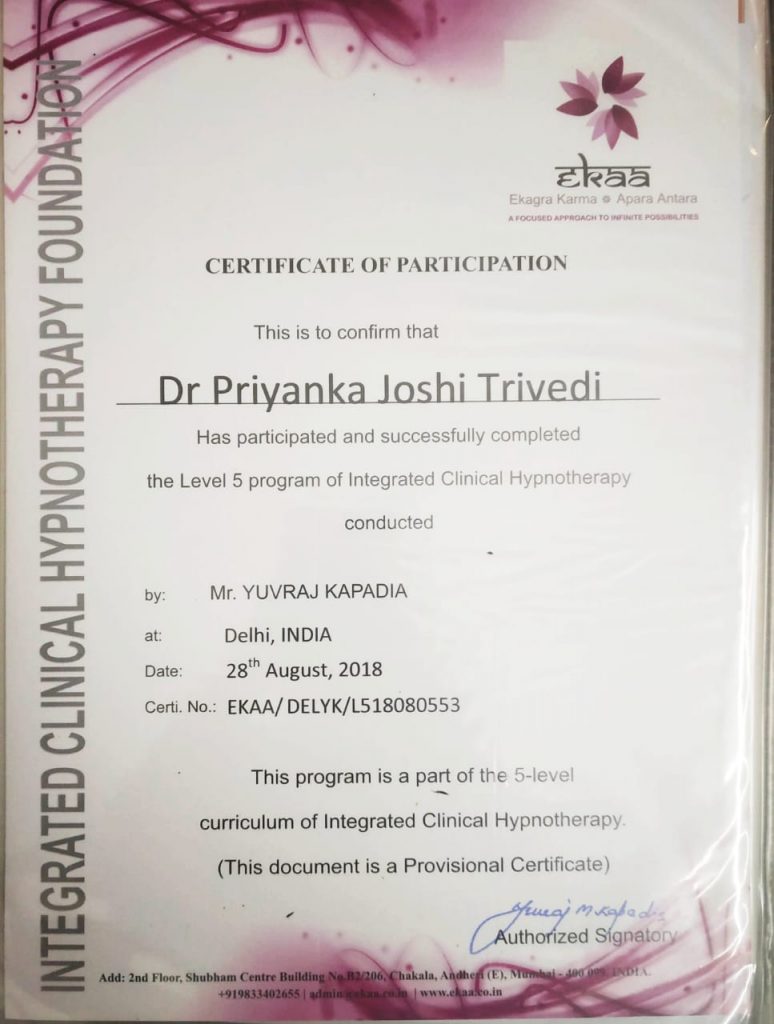 INTEGRATED CLINICAL HYPNOTHERAPY FOUNDATION
ekaa
Ekagra Karma Apara Antara
A FOCUSED APPROACH TO INFINITE POSSIBILITIES
CERTIFICATE OF PARTICIPATION
This is to confirm that
Dr Priyanka Joshi Trivedi
Has participated and successfully completed
the Level 5 program of Integrated Clinical Hypnotherapy
conducted
by: Mr. YUVRAJ KAPADIA
at: Delhi, INDIA
Date: 28th August, 2018
Certi. No.: EKAA/ DELYK/L518080553
This program is a part of the 5-level
curriculum of Integrated Clinical Hypnotherapy.
(This document is a Provisional Certificate)
Yuvraj M Kapadia
Authorized Signatory
Add: 2nd Floor, Shubham Centre Building No.B2/206, Chakala, Andheri (E), Mumbai - 400 099, INDIA.
+919833402655 | admin@ekaa.co.in | www.ekaa.co.in